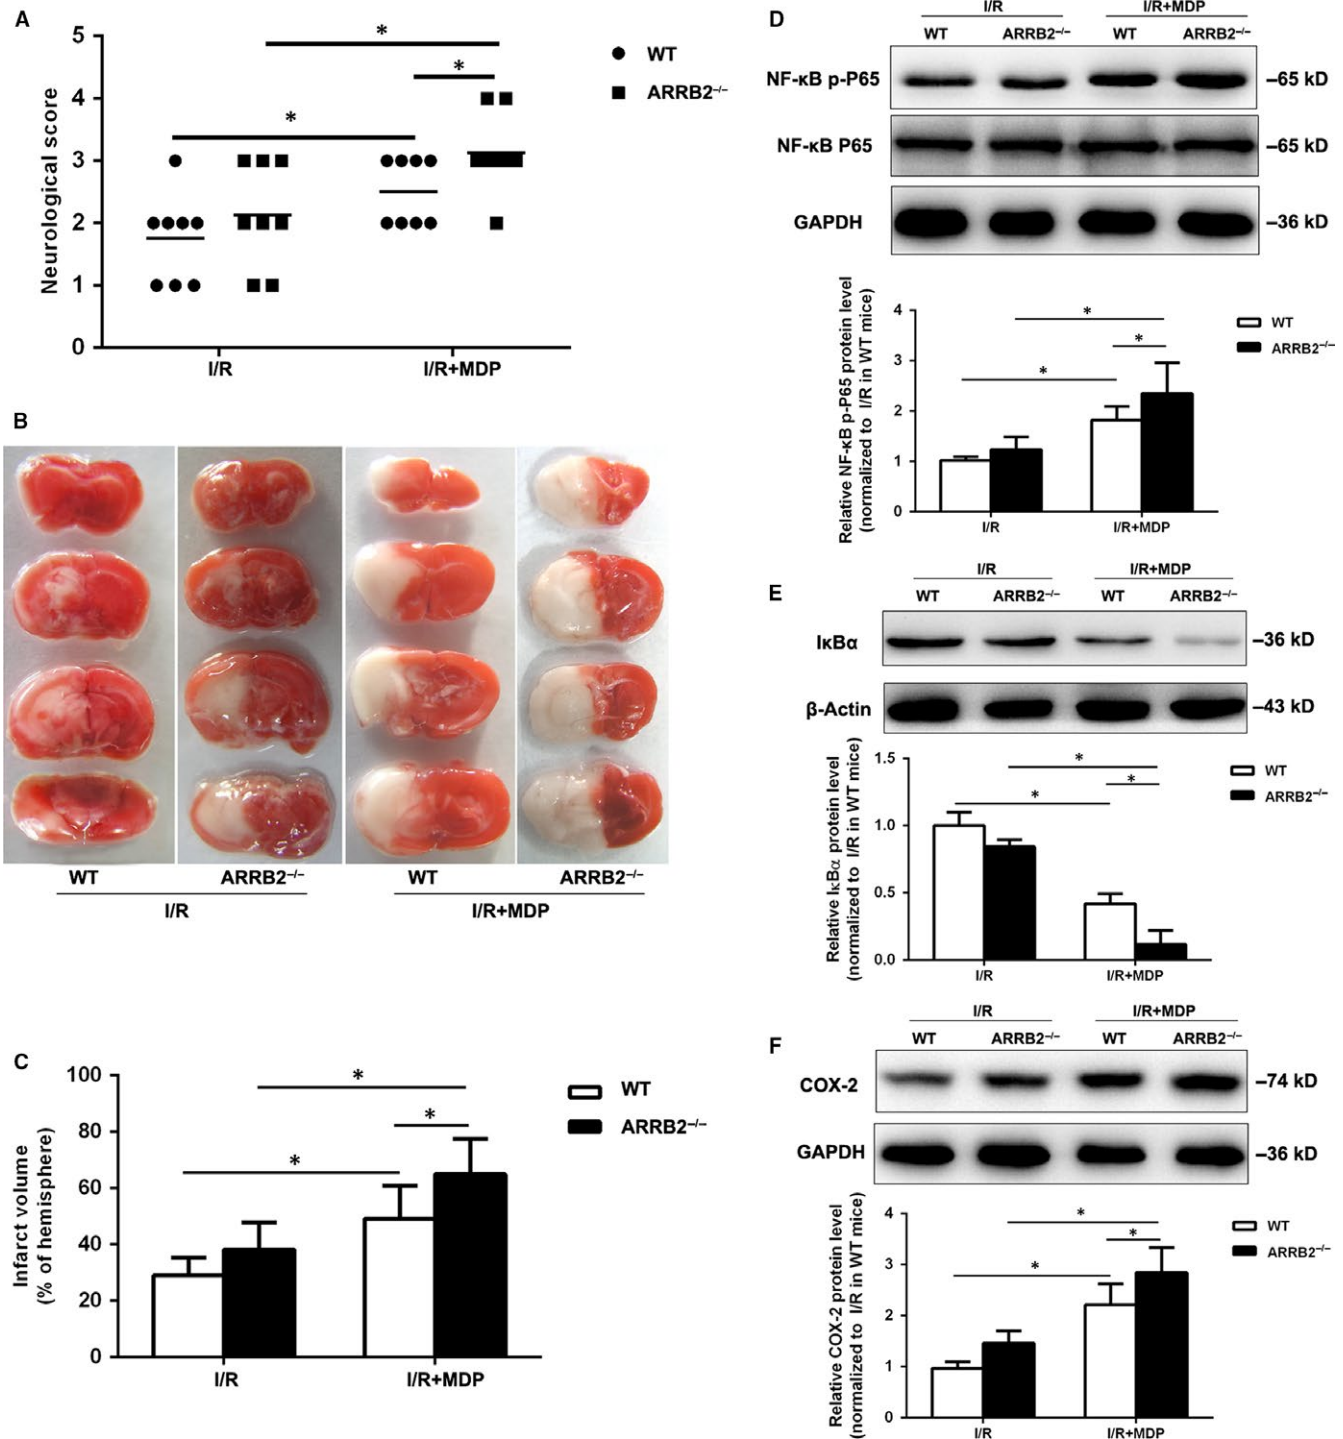 A
Neurological score
5
4
3
2
1
0
*
*
*
I/R
I/R+MDP
WT
ARRB2−/−
B
WT
ARRB2−/−
WT
ARRB2−/−
I/R
I/R+MDP
C
Infarct volume
(% of hemisphere)
100
80
60
40
20
0
*
*
*
I/R
I/R+MDP
WT
ARRB2−/−
D
I/R
I/R+MDP
WT
ARRB2−/−
WT
ARRB2−/−
NF-κB p-P65
–65 kD
NF-κB P65
–65 kD
GAPDH
–36 kD
Relative NF-κB p-P65 protein level
(normalized to I/R in WT mice)
4
3
2
1
0
*
*
*
I/R
I/R+MDP
WT
ARRB2−/−
E
I/R
I/R+MDP
WT
ARRB2−/−
WT
ARRB2−/−
IκBα
–36 kD
β-Actin
–43 kD
Relative IκBα protein level
(normalized to I/R in WT mice)
1.5
1.0
0.5
0.0
*
*
*
I/R
I/R+MDP
WT
ARRB2−/−
F
I/R
I/R+MDP
WT
ARRB2−/−
WT
ARRB2−/−
COX-2
–74 kD
GAPDH
–36 kD
Relative COX-2 protein level
(normalized to I/R in WT mice)
4
3
2
1
0
*
*
*
I/R
I/R+MDP
WT
ARRB2−/−